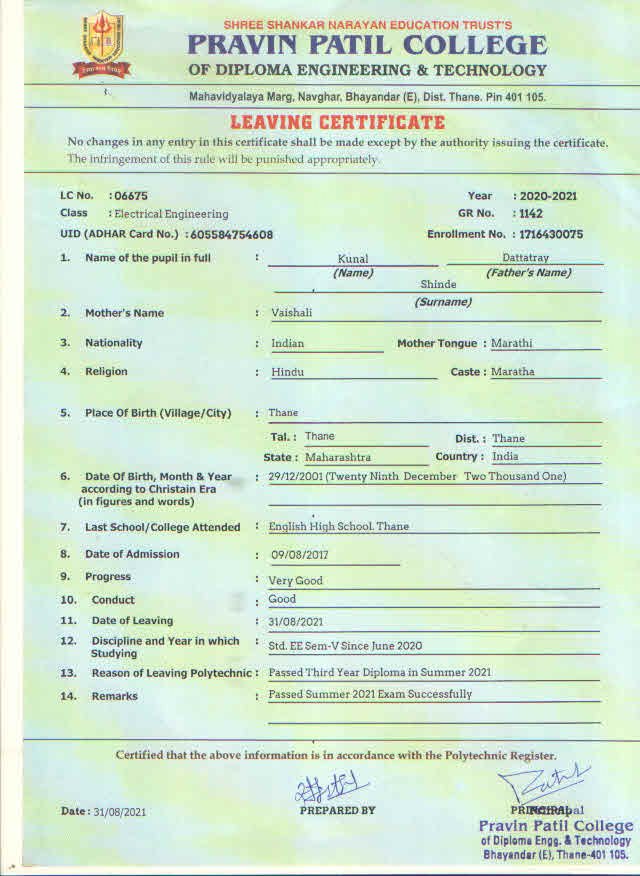 SHREE SHANKAR NARAYAN EDUCATION TRUST'S
PRAVIN PATIL COLLEGE
OF DIPLOMA ENGINEERING & TECHNOLOGY
Mahavidyalaya Marg, Navghar, Bhayandar (E), Dist. Thane. Pin 401 105.
LEAVING CERTIFICATE
No changes in any entry in this certificate shall be made except by the authority issuing the certificate.
The infringement of this rule will be punished appropriately.
LC No. : 06675 Year : 2020-2021
Class : Electrical Engineering GR No. : 1142
UID (ADHAR Card No.) : 605584754608 Enrollment No. : 1716430075
1. Name of the pupil in full : Kunal Dattatray
(Name) (Father's Name)
Shinde
(Surname)
2. Mother's Name : Vaishali
3. Nationality : Indian Mother Tongue : Marathi
4. Religion : Hindu Caste : Maratha
5. Place Of Birth (Village/City) : Thane
Tal. : Thane Dist. : Thane
State : Maharashtra Country : India
6. Date Of Birth, Month & Year : 29/12/2001 (Twenty Ninth December Two Thousand One)
according to Christain Era
(in figures and words)
7. Last School/College Attended : English High School. Thane
8. Date of Admission : 09/08/2017
9. Progress : Very Good
10. Conduct : Good
11. Date of Leaving : 31/08/2021
12. Discipline and Year in which : Std. EE Sem-V Since June 2020
Studying
13. Reason of Leaving Polytechnic : Passed Third Year Diploma in Summer 2021
14. Remarks : Passed Summer 2021 Exam Successfully
Certified that the above information is in accordance with the Polytechnic Register.
Date : 31/08/2021 PREPARED BY PRINCIPAL
Pravin Patil College
of Diploma Engg. & Technology
Bhayandar (E), Thane-401 105.